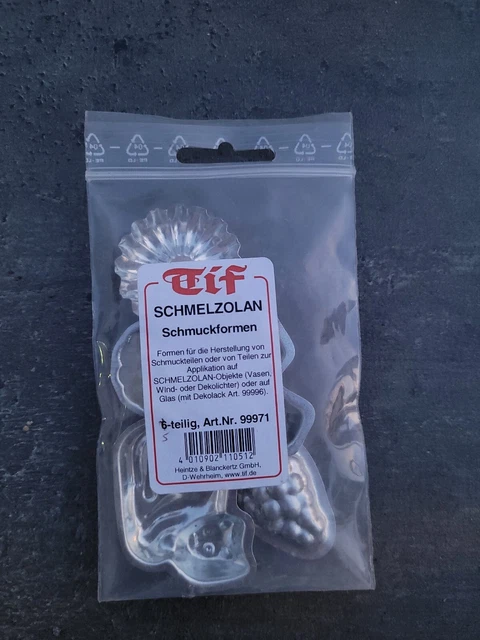 Tif
SCHMELZOLAN
Schmuckformen
Formen für die Herstellung von
Schmuckteilen oder von Teilen zur
Applikation auf
SCHMELZOLAN-Objekte (Vasen,
Wind- oder Dekolichter) oder auf
Glas (mit Dekolack Art. 99996).
6-teilig, Art.Nr. 99971
5
4 010902 110512
Heintze & Blanckertz GmbH,
D-Wehrheim, www.tif.de